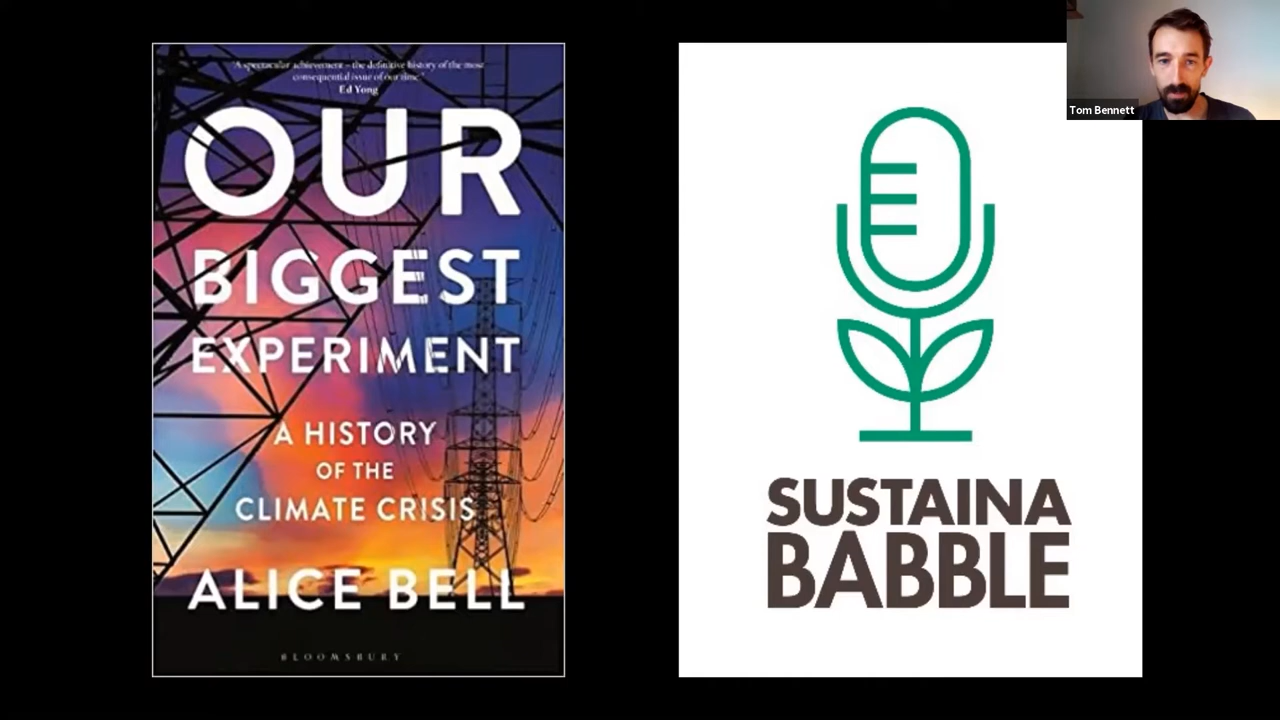 "A spectacular achievement – the definitive history of the most
consequential issue of our time."
Ed Yong
OUR
BIGGEST
EXPERIMENT
A HISTORY
OF THE
CLIMATE CRISIS
ALICE BELL
BLOOMSBURY
SUSTAINA
BABBLE
Tom Bennett